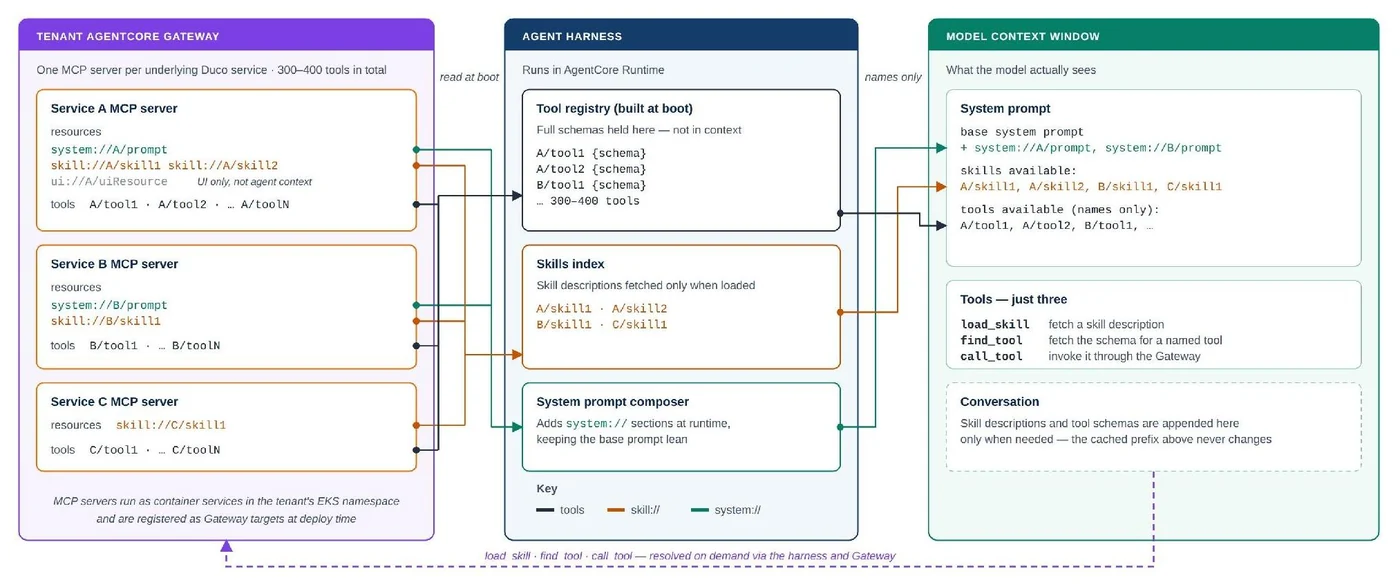 TENANT AGENTCORE GATEWAY
One MCP server per underlying Duco service · 300–400 tools in total
Service A MCP server
resources
system://A/prompt
skill://A/skill1 skill://A/skill2
ui://A/uiResource UI only, not agent context
tools A/tool1 · A/tool2 · … A/toolN
Service B MCP server
resources
system://B/prompt
skill://B/skill1
tools B/tool1 · … B/toolN
Service C MCP server
resources skill://C/skill1
tools C/tool1 · … C/toolN
MCP servers run as container services in the tenant's EKS namespace
and are registered as Gateway targets at deploy time
read at boot
AGENT HARNESS
Runs in AgentCore Runtime
Tool registry (built at boot)
Full schemas held here — not in context
A/tool1 {schema}
A/tool2 {schema}
B/tool1 {schema}
… 300–400 tools
Skills index
Skill descriptions fetched only when loaded
A/skill1 · A/skill2
B/skill1 · C/skill1
System prompt composer
Adds system:// sections at runtime,
keeping the base prompt lean
Key
tools skill:// system://
names only
MODEL CONTEXT WINDOW
What the model actually sees
System prompt
base system prompt
+ system://A/prompt, system://B/prompt
skills available:
A/skill1, A/skill2, B/skill1, C/skill1
tools available (names only):
A/tool1, A/tool2, B/tool1, …
Tools — just three
load_skill fetch a skill description
find_tool fetch the schema for a named tool
call_tool invoke it through the Gateway
Conversation
Skill descriptions and tool schemas are appended here
only when needed — the cached prefix above never changes
load_skill · find_tool · call_tool — resolved on demand via the harness and Gateway